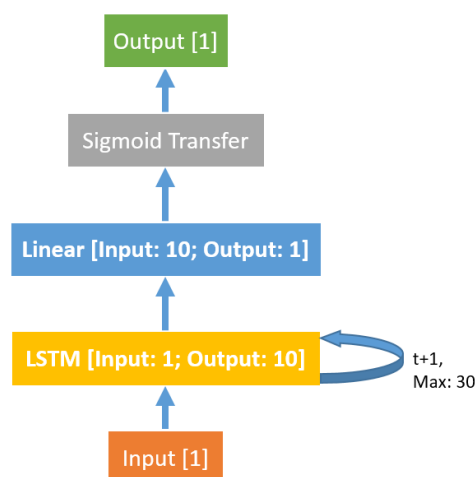 Output [1]
Sigmoid Transfer
Linear [Input: 10; Output: 1]
LSTM [Input: 1; Output: 10]
t+1,
Max: 30
Input [1]